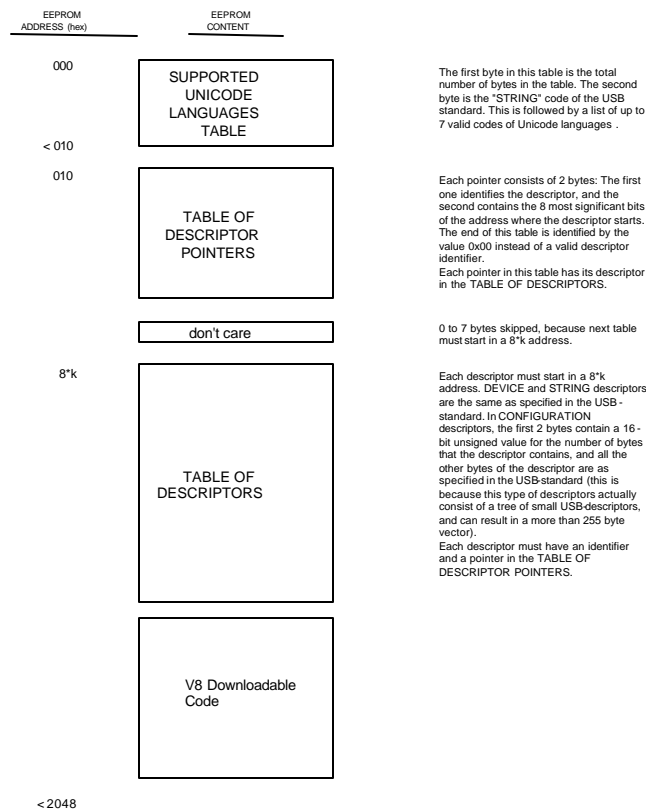 EEPROM
ADDRESS (hex)
EEPROM
CONTENT
000
SUPPORTED
UNICODE
LANGUAGES
TABLE
< 010
The first byte in this table is the total
number of bytes in the table. The second
byte is the "STRING" code of the USB
standard. This is followed by a list of up to
7 valid codes of Unicode languages .
010
TABLE OF
DESCRIPTOR
POINTERS
Each pointer consists of 2 bytes: The first
one identifies the descriptor, and the
second contains the 8 most significant bits
of the address where the descriptor starts.
The end of this table is identified by the
value 0x00 instead of a valid descriptor
identifier.
Each pointer in this table has its descriptor
in the TABLE OF DESCRIPTORS.
don't care
0 to 7 bytes skipped, because next table
must start in a 8*k address.
8*k
TABLE OF
DESCRIPTORS
Each descriptor must start in a 8*k
address. DEVICE and STRING descriptors
are the same as specified in the USB -
standard. In CONFIGURATION
descriptors, the first 2 bytes contain a 16 -
bit unsigned value for the number of bytes
that the descriptor contains, and all the
other bytes of the descriptor are as
specified in the USB-standard (this is
because this type of descriptors actually
consist of a tree of small USB-descriptors,
and can result in a more than 255 byte
vector).
Each descriptor must have an identifier
and a pointer in the TABLE OF
DESCRIPTOR POINTERS.
V8 Downloadable
Code
< 2048